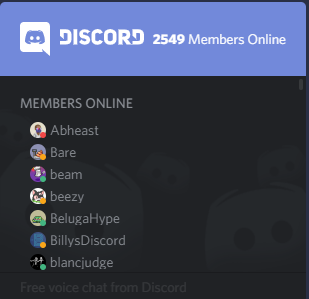 DISCORD 2549 Members Online
MEMBERS ONLINE
Abheast
Bare
beam
beezy
BelugaHype
BillysDiscord
blancjudge
Free voice chat from Discord